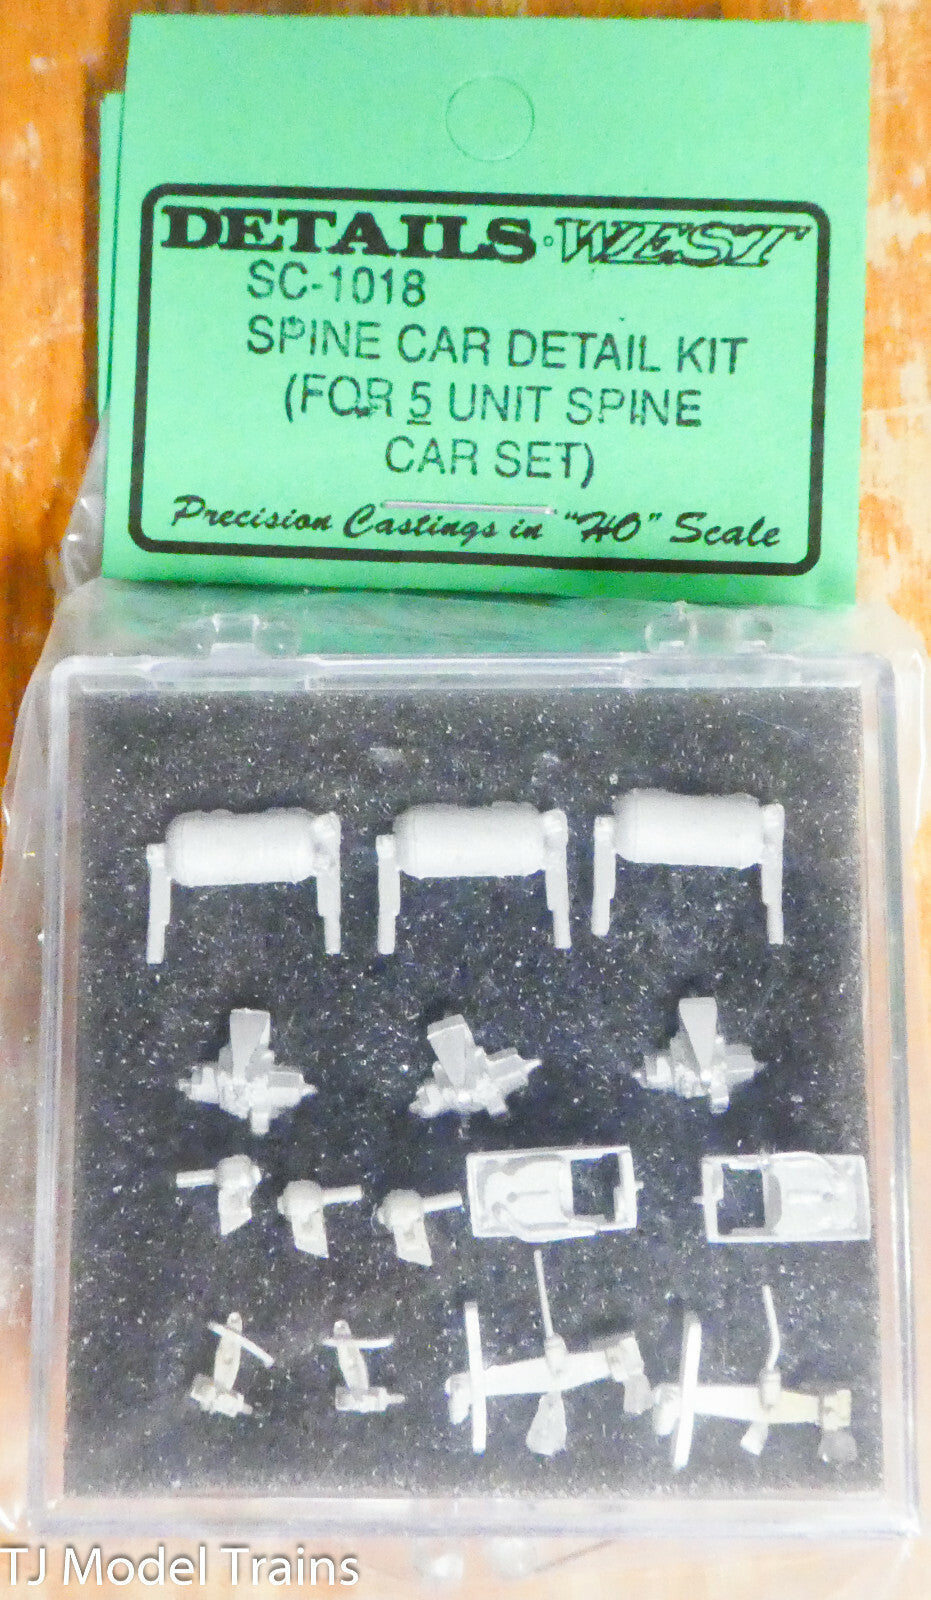 DETAILS·WEST
SC-1018
SPINE CAR DETAIL KIT
(FOR 5 UNIT SPINE
CAR SET)
Precision Castings in "HO" Scale
TJ Model Trains